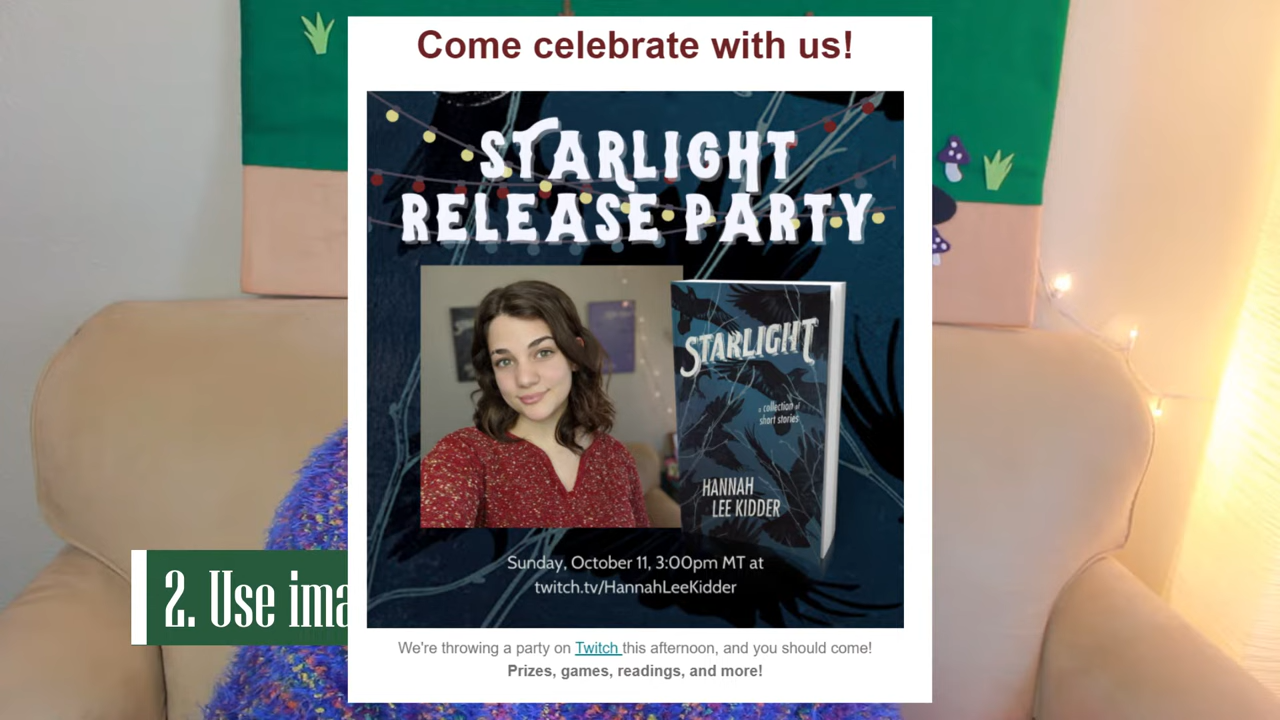 Come celebrate with us!
STARLIGHT
RELEASE PARTY
STARLIGHT
a collection of
short stories
HANNAH
LEE KIDDER
Sunday, October 11, 3:00pm MT at
twitch.tv/HannahLeeKidder
2. Use ima
We're throwing a party on Twitch this afternoon, and you should come!
Prizes, games, readings, and more!